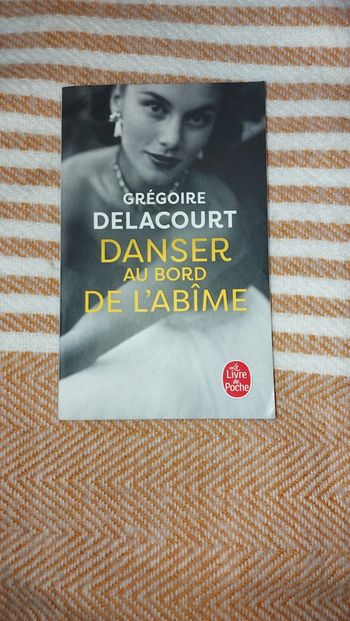 GRÉGOIRE
DELACOURT
DANSER
AU BORD
DE L'ABÎME
Le
Livre
de
Poche